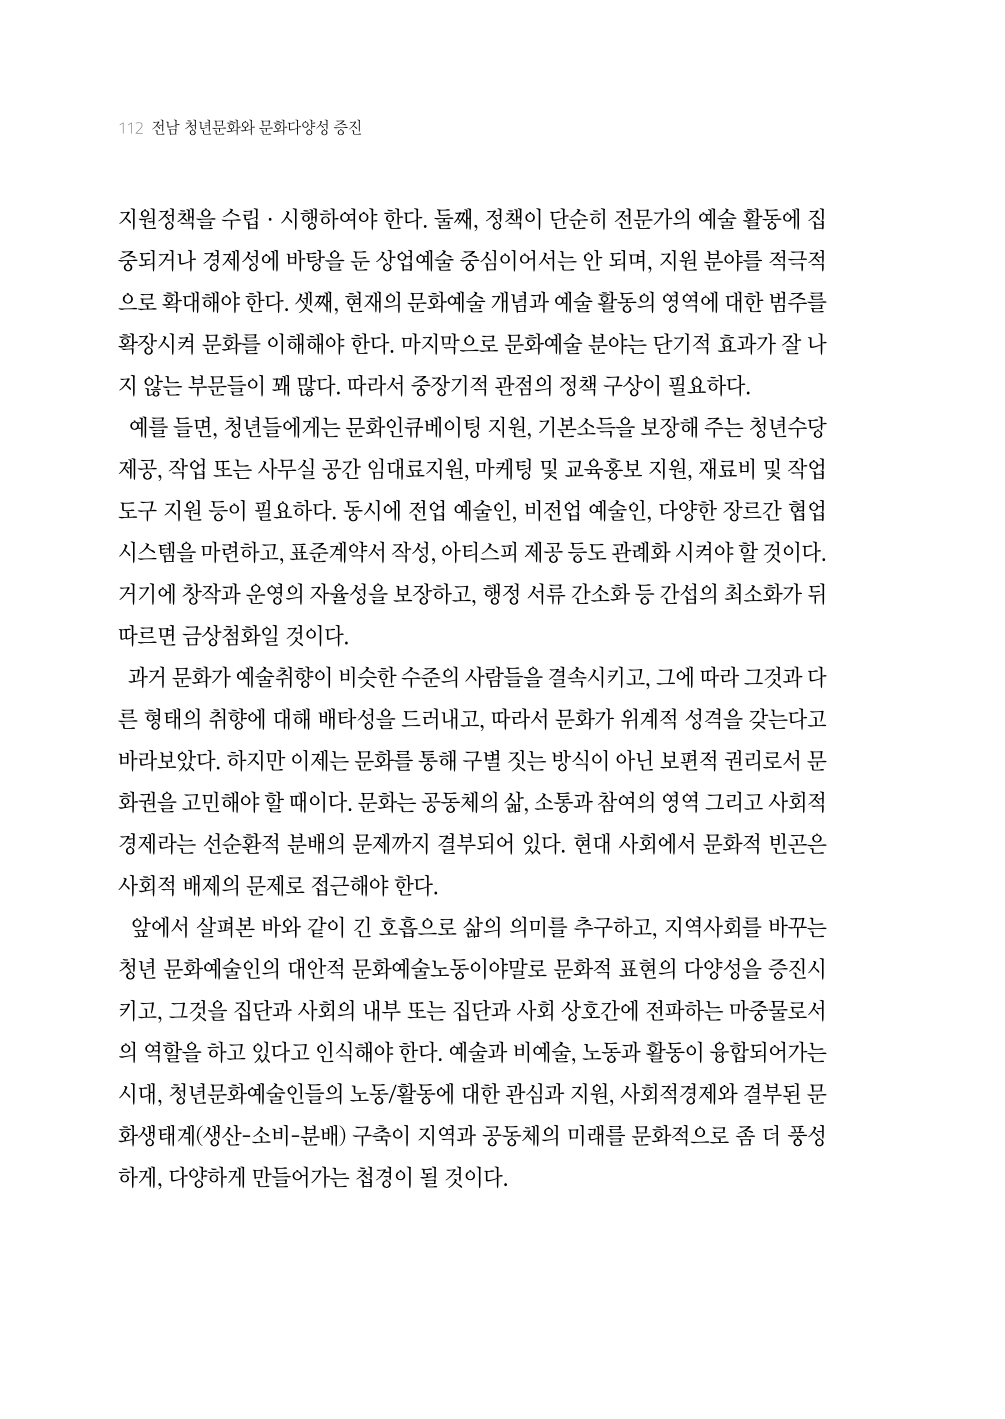 112 전남 청년문화와 문화다양성 증진
지원정책을 수립 · 시행하여야 한다. 둘째, 정책이 단순히 전문가의 예술 활동에 집
중되거나 경제성에 바탕을 둔 상업예술 중심이어서는 안 되며, 지원 분야를 적극적
으로 확대해야 한다. 셋째, 현재의 문화예술 개념과 예술 활동의 영역에 대한 범주를
확장시켜 문화를 이해해야 한다. 마지막으로 문화예술 분야는 단기적 효과가 잘 나
지 않는 부문들이 꽤 많다. 따라서 중장기적 관점의 정책 구상이 필요하다.
예를 들면, 청년들에게는 문화인큐베이팅 지원, 기본소득을 보장해 주는 청년수당
제공, 작업 또는 사무실 공간 임대료지원, 마케팅 및 교육홍보 지원, 재료비 및 작업
도구 지원 등이 필요하다. 동시에 전업 예술인, 비전업 예술인, 다양한 장르간 협업
시스템을 마련하고, 표준계약서 작성, 아티스피 제공 등도 관례화 시켜야 할 것이다.
거기에 창작과 운영의 자율성을 보장하고, 행정 서류 간소화 등 간섭의 최소화가 뒤
따르면 금상첨화일 것이다.
과거 문화가 예술취향이 비슷한 수준의 사람들을 결속시키고, 그에 따라 그것과 다
른 형태의 취향에 대해 배타성을 드러내고, 따라서 문화가 위계적 성격을 갖는다고
바라보았다. 하지만 이제는 문화를 통해 구별 짓는 방식이 아닌 보편적 권리로서 문
화권을 고민해야 할 때이다. 문화는 공동체의 삶, 소통과 참여의 영역 그리고 사회적
경제라는 선순환적 분배의 문제까지 결부되어 있다. 현대 사회에서 문화적 빈곤은
사회적 배제의 문제로 접근해야 한다.
앞에서 살펴본 바와 같이 긴 호흡으로 삶의 의미를 추구하고, 지역사회를 바꾸는
청년 문화예술인의 대안적 문화예술노동이야말로 문화적 표현의 다양성을 증진시
키고, 그것을 집단과 사회의 내부 또는 집단과 사회 상호간에 전파하는 마중물로서
의 역할을 하고 있다고 인식해야 한다. 예술과 비예술, 노동과 활동이 융합되어가는
시대, 청년문화예술인들의 노동/활동에 대한 관심과 지원, 사회적경제와 결부된 문
화생태계(생산-소비-분배) 구축이 지역과 공동체의 미래를 문화적으로 좀 더 풍성
하게, 다양하게 만들어가는 첩경이 될 것이다.